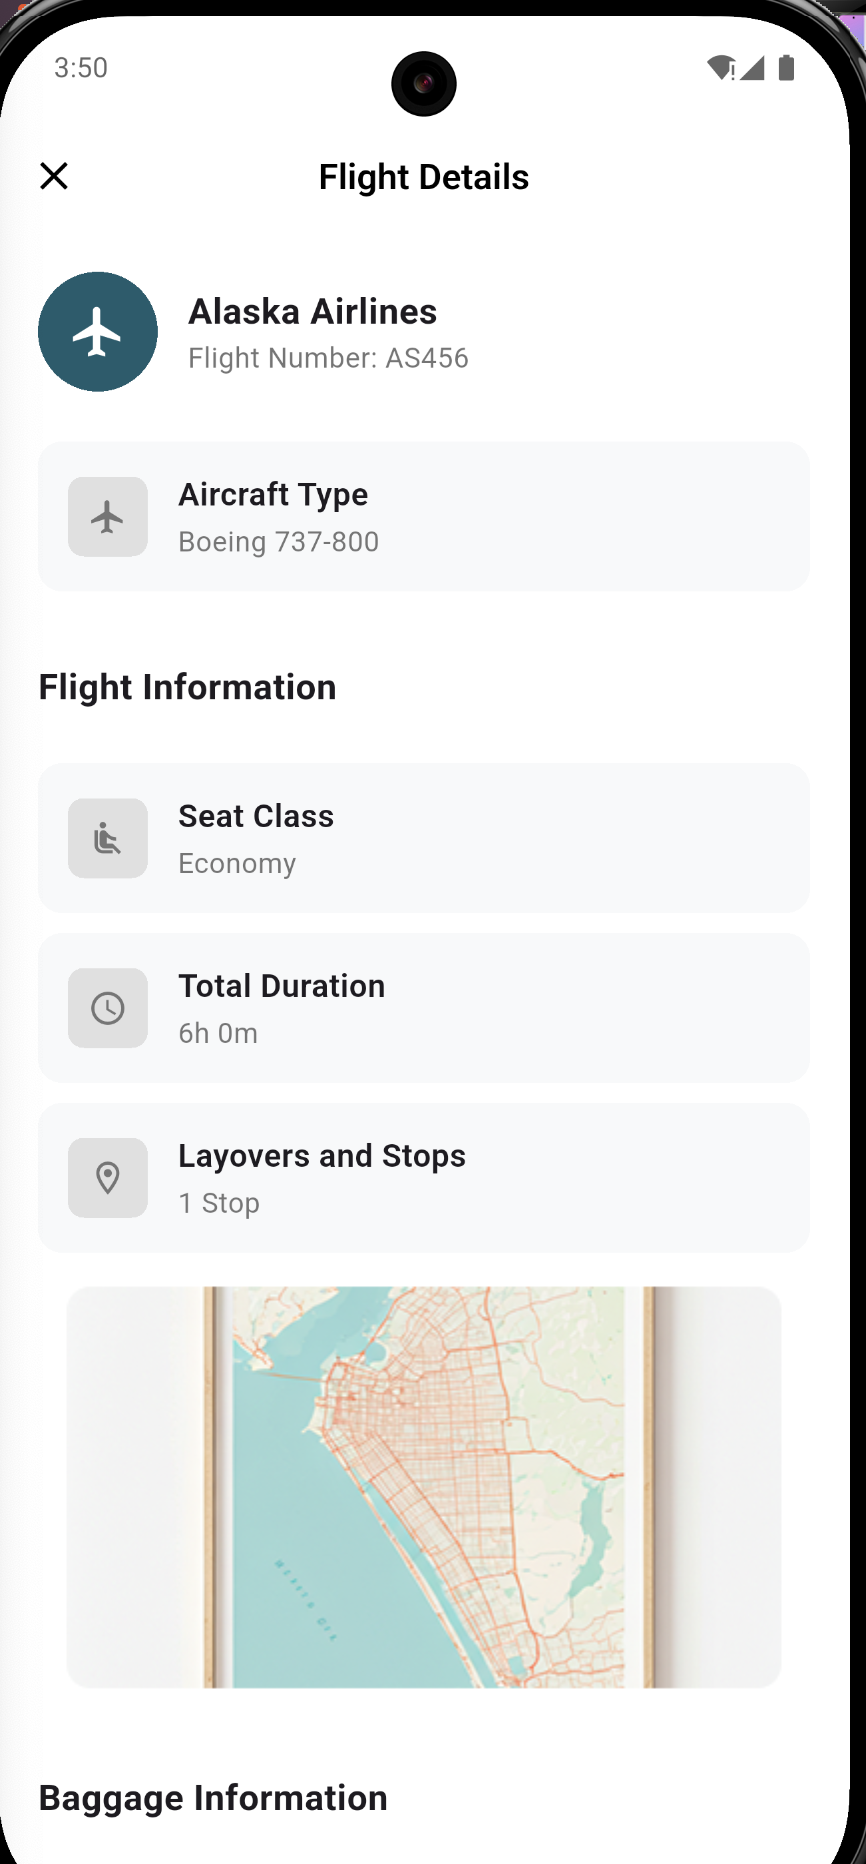 3:50
Flight Details
Alaska Airlines
Flight Number: AS456
Aircraft Type
Boeing 737-800
Flight Information
Seat Class
Economy
Total Duration
6h 0m
Layovers and Stops
1 Stop
Baggage Information